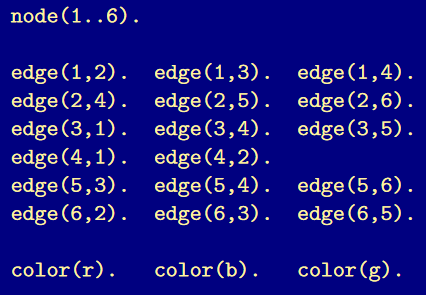 node(1..6).
edge(1,2). edge(1,3). edge(1,4).
edge(2,4). edge(2,5). edge(2,6).
edge(3,1). edge(3,4). edge(3,5).
edge(4,1). edge(4,2).
edge(5,3). edge(5,4). edge(5,6).
edge(6,2). edge(6,3). edge(6,5).
color(r). color(b). color(g).